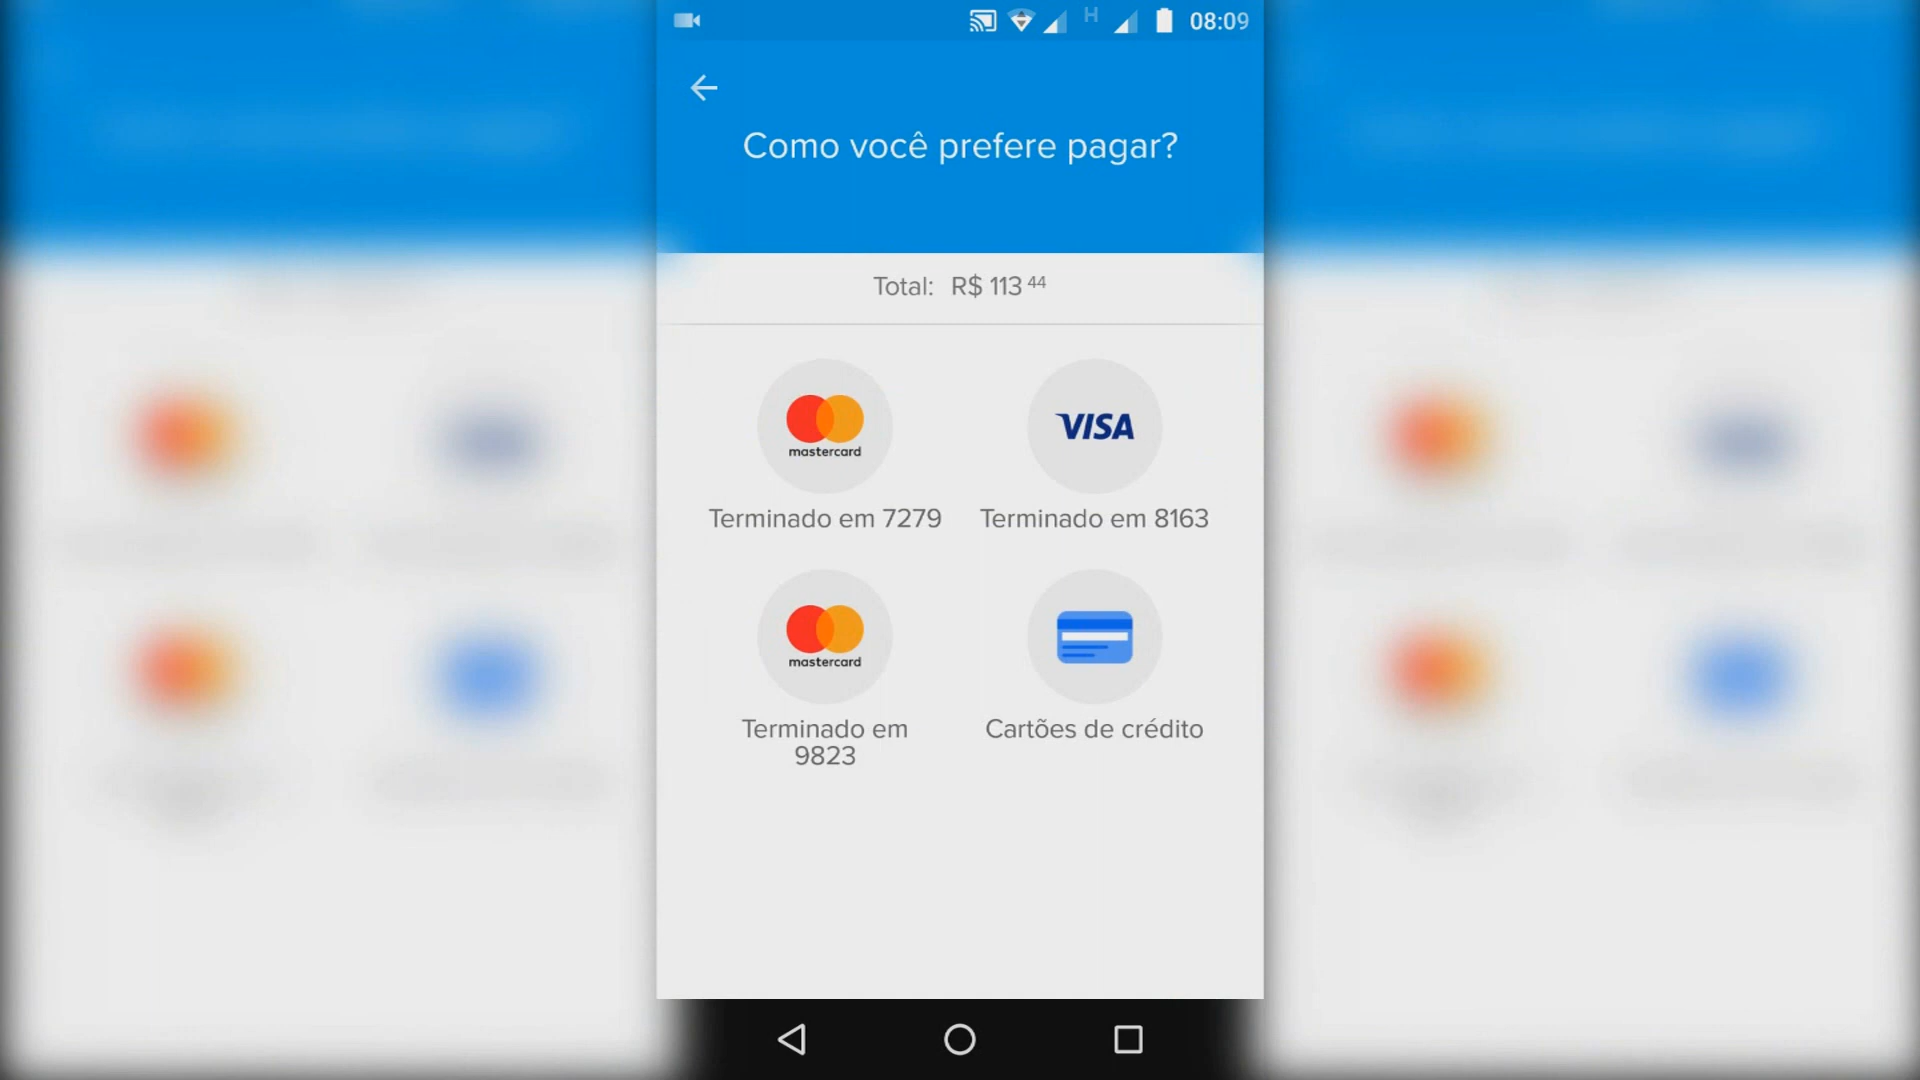 H 08:09
Como você prefere pagar?
Total: R$ 113 44
mastercard
VISA
Terminado em 7279
Terminado em 8163
mastercard
Terminado em
9823
Cartões de crédito